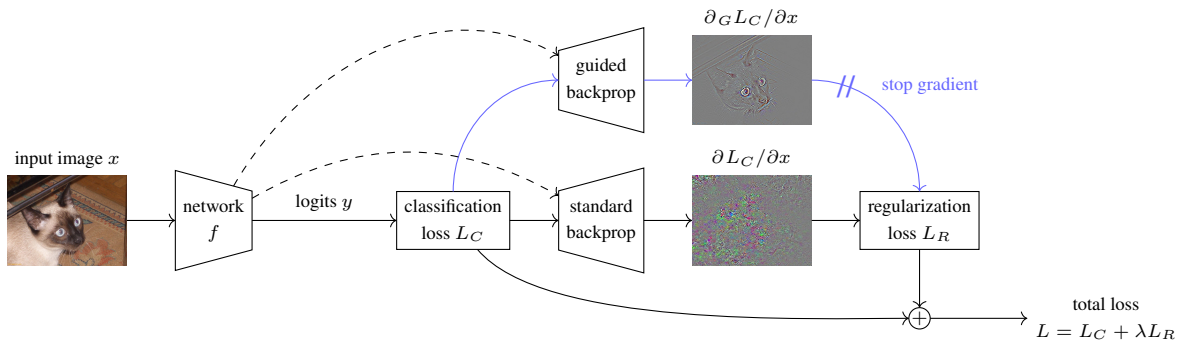 ∂_G L_C/∂x
guided
backprop
stop gradient
input image x
∂L_C/∂x
network
f
logits y
classification
loss L_C
standard
backprop
regularization
loss L_R
+
total loss
L = L_C + λL_R